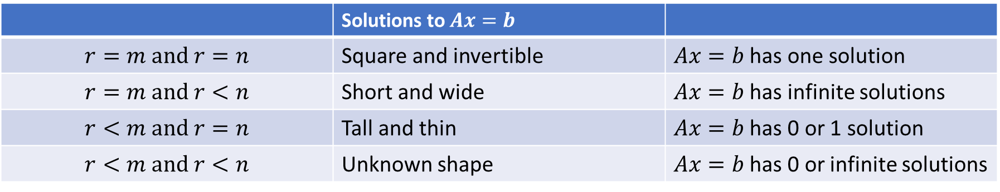 Solutions to Ax = b
r = m and r = n Square and invertible Ax = b has one solution
r = m and r < n Short and wide Ax = b has infinite solutions
r < m and r = n Tall and thin Ax = b has 0 or 1 solution
r < m and r < n Unknown shape Ax = b has 0 or infinite solutions